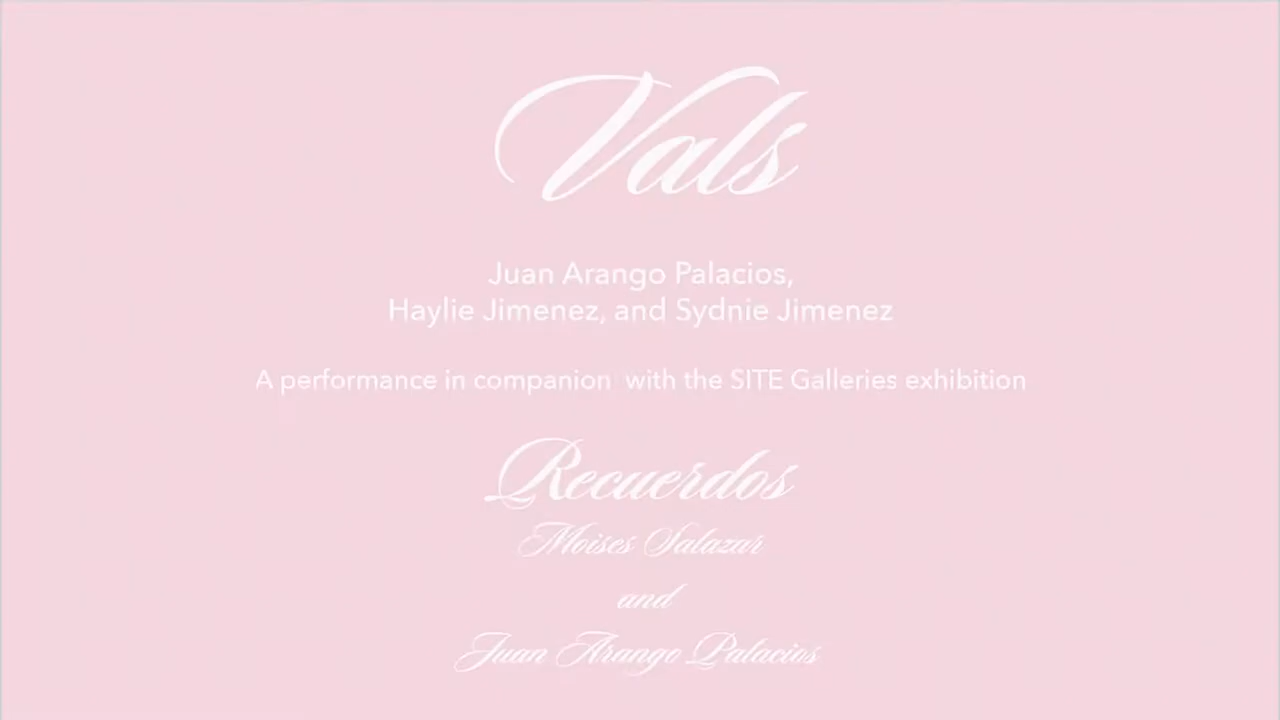 Vals
Juan Arango Palacios,
Haylie Jimenez, and Sydnie Jimenez
A performance in companion with the SITE Galleries exhibition
Recuerdos
Moises Salazar
and
Juan Arango Palacios